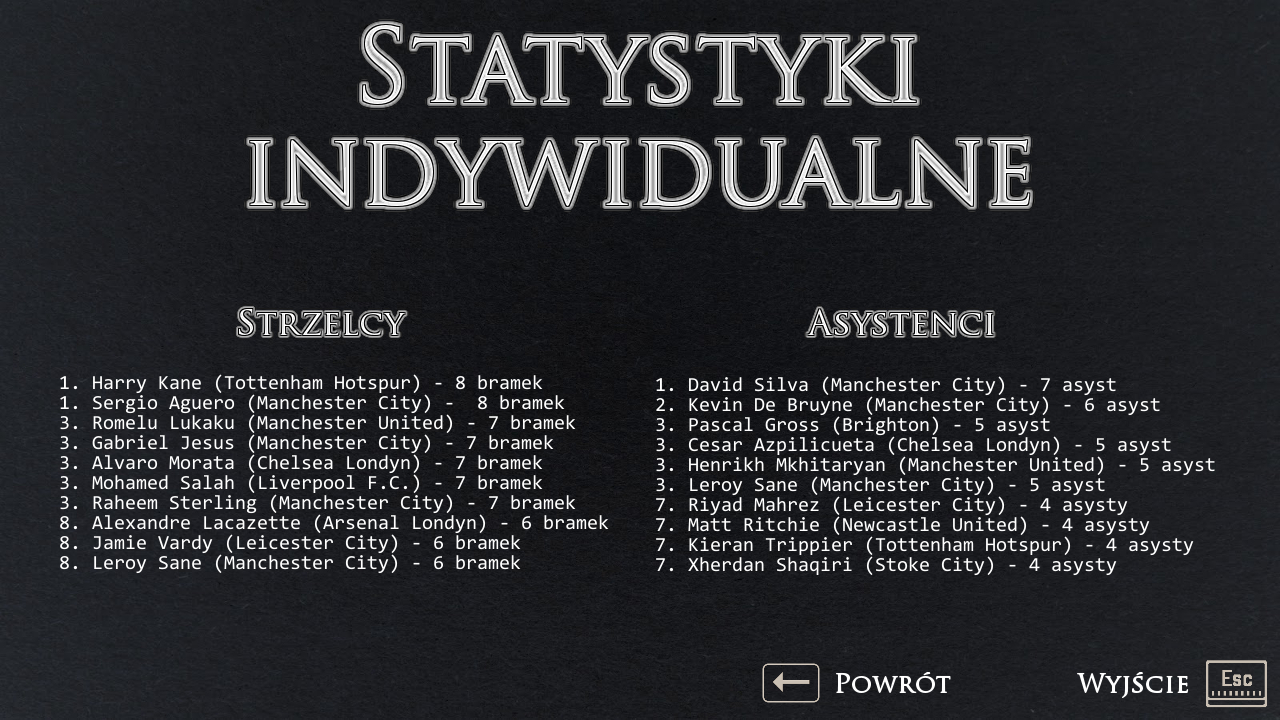 Statystyki
indywidualne
Strzelcy
1. Harry Kane (Tottenham Hotspur) - 8 bramek
1. Sergio Aguero (Manchester City) -  8 bramek
3. Romelu Lukaku (Manchester United) - 7 bramek
3. Gabriel Jesus (Manchester City) - 7 bramek
3. Alvaro Morata (Chelsea Londyn) - 7 bramek
3. Mohamed Salah (Liverpool F.C.) - 7 bramek
3. Raheem Sterling (Manchester City) - 7 bramek
8. Alexandre Lacazette (Arsenal Londyn) - 6 bramek
8. Jamie Vardy (Leicester City) - 6 bramek
8. Leroy Sane (Manchester City) - 6 bramek
Asystenci
1. David Silva (Manchester City) - 7 asyst
2. Kevin De Bruyne (Manchester City) - 6 asyst
3. Pascal Gross (Brighton) - 5 asyst
3. Cesar Azpilicueta (Chelsea Londyn) - 5 asyst
3. Henrikh Mkhitaryan (Manchester United) - 5 asyst
3. Leroy Sane (Manchester City) - 5 asyst
7. Riyad Mahrez (Leicester City) - 4 asysty
7. Matt Ritchie (Newcastle United) - 4 asysty
7. Kieran Trippier (Tottenham Hotspur) - 4 asysty
7. Xherdan Shaqiri (Stoke City) - 4 asysty
Powrót
Wyjście Esc